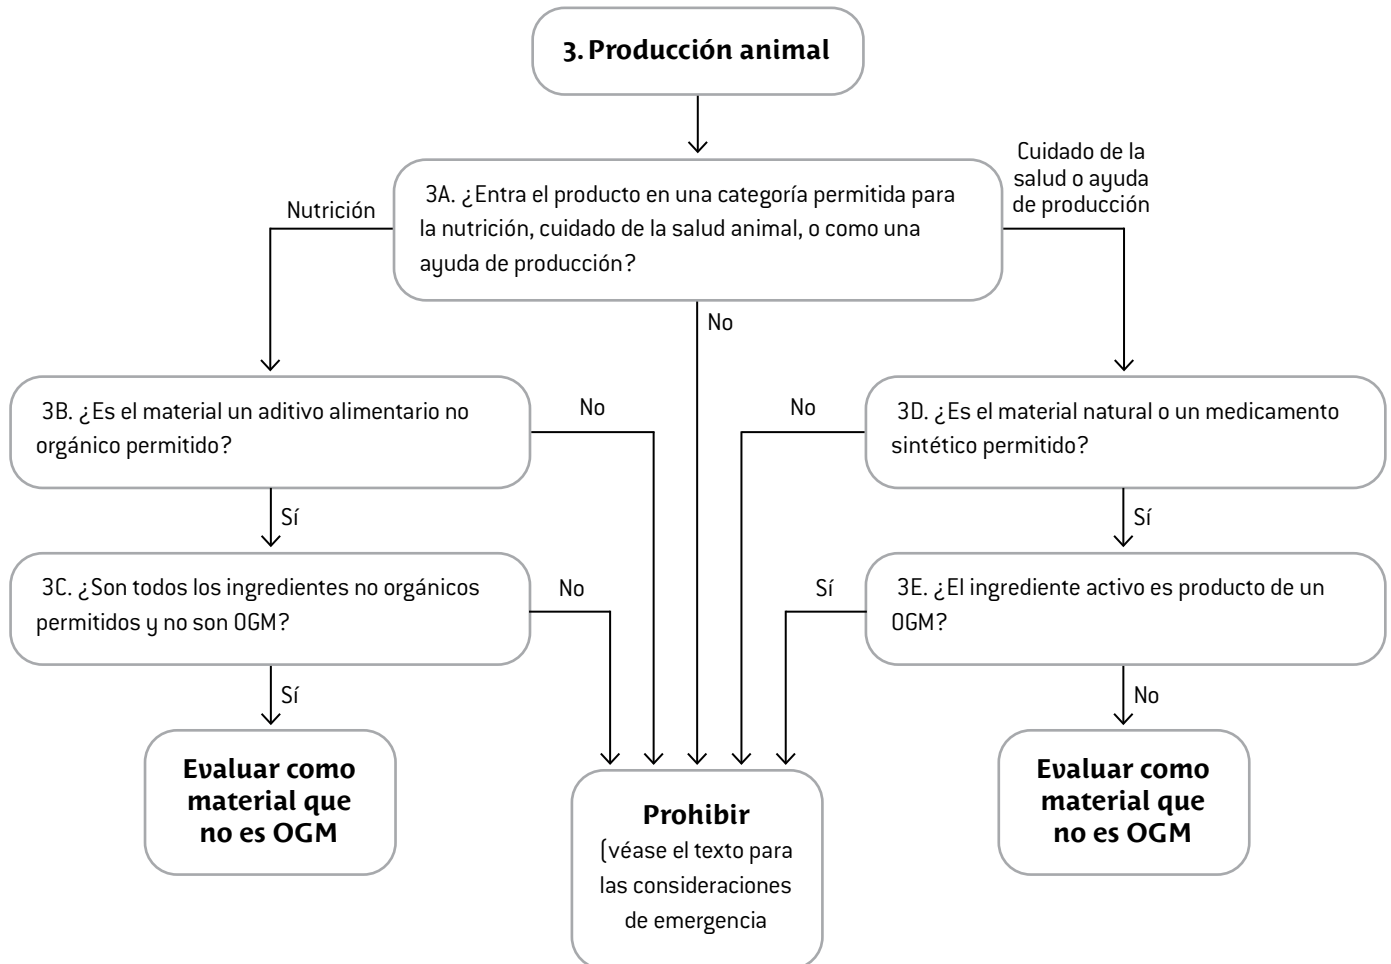 3. Producción animal
Cuidado de la
salud o ayuda
de producción
Nutrición
3A. ¿Entra el producto en una categoría permitida para
la nutrición, cuidado de la salud animal, o como una
ayuda de producción?
No
3B. ¿Es el material un aditivo alimentario no
orgánico permitido?
No
No
3D. ¿Es el material natural o un medicamento
sintético permitido?
Sí
Sí
3C. ¿Son todos los ingredientes no orgánicos
permitidos y no son OGM?
No
Sí
3E. ¿El ingrediente activo es producto de un
OGM?
Sí
No
Evaluar como
material que
no es OGM
Prohibir
(véase el texto para
las consideraciones
de emergencia
Evaluar como
material que
no es OGM